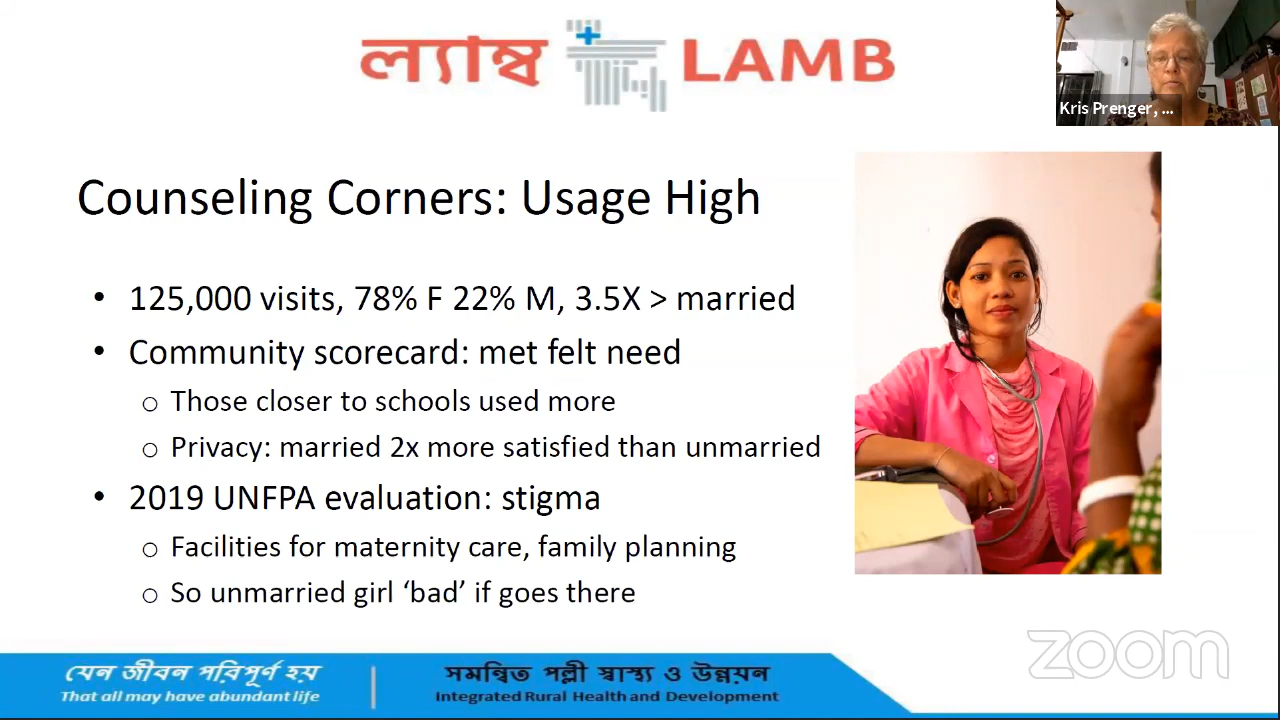 ল্যাম্ব LAMB
Kris Prenger, ...
Counseling Corners: Usage High
• 125,000 visits, 78% F 22% M, 3.5X > married
• Community scorecard: met felt need
o Those closer to schools used more
o Privacy: married 2x more satisfied than unmarried
• 2019 UNFPA evaluation: stigma
o Facilities for maternity care, family planning
o So unmarried girl ‘bad’ if goes there
zoom
যেন জীবন পরিপূর্ণ হয়
That all may have abundant life
সমন্বিত পল্লী স্বাস্থ্য ও উন্নয়ন
Integrated Rural Health and Development